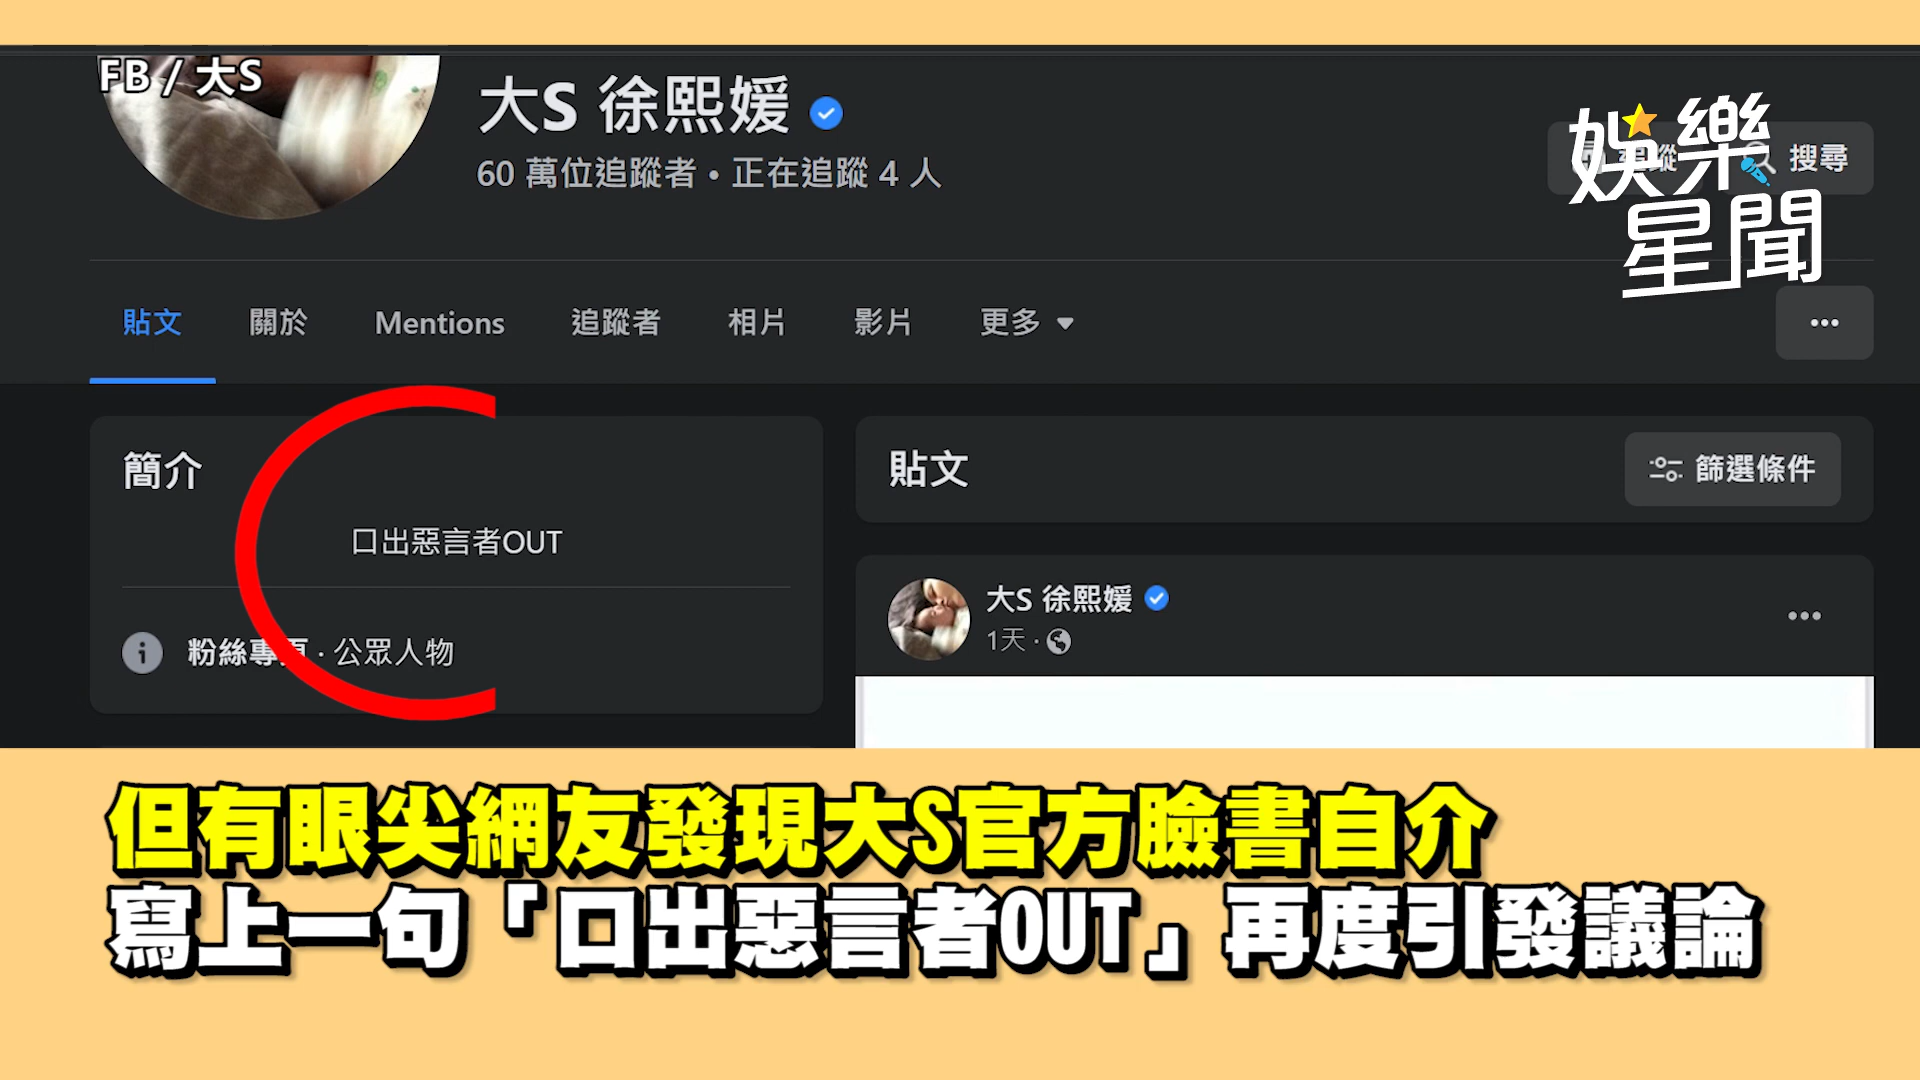 FB / 大S
大S 徐熙媛
60 萬位追蹤者 • 正在追蹤 4 人
娛樂
星聞
搜尋
貼文
關於
Mentions
追蹤者
相片
影片
更多
簡介
口出惡言者OUT
粉絲專頁 · 公眾人物
貼文
篩選條件
大S 徐熙媛
1天 ·
但有眼尖網友發現大S官方臉書自介
寫上一句「口出惡言者OUT」再度引發議論